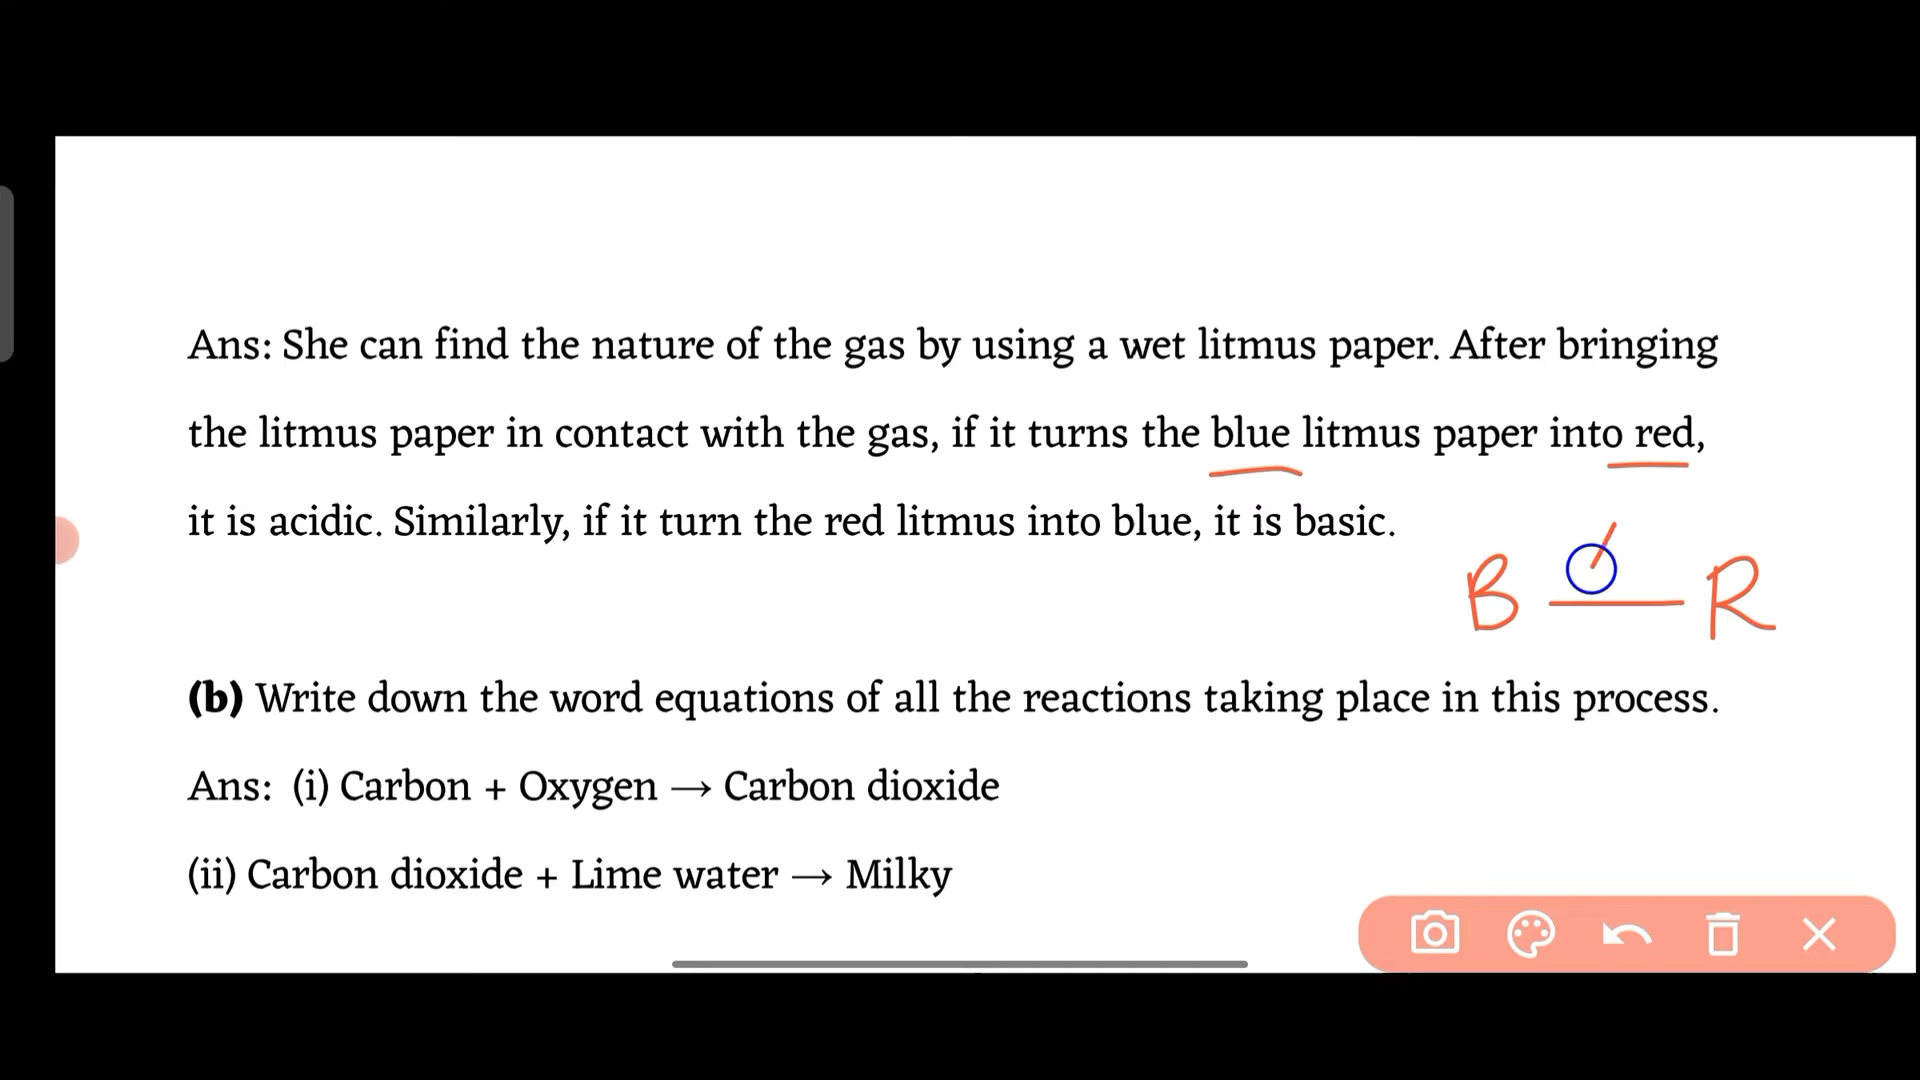 Ans: She can find the nature of the gas by using a wet litmus paper. After bringing
the litmus paper in contact with the gas, if it turns the blue litmus paper into red,
it is acidic. Similarly, if it turn the red litmus into blue, it is basic.
B R
(b) Write down the word equations of all the reactions taking place in this process.
Ans: (i) Carbon + Oxygen → Carbon dioxide
(ii) Carbon dioxide + Lime water → Milky